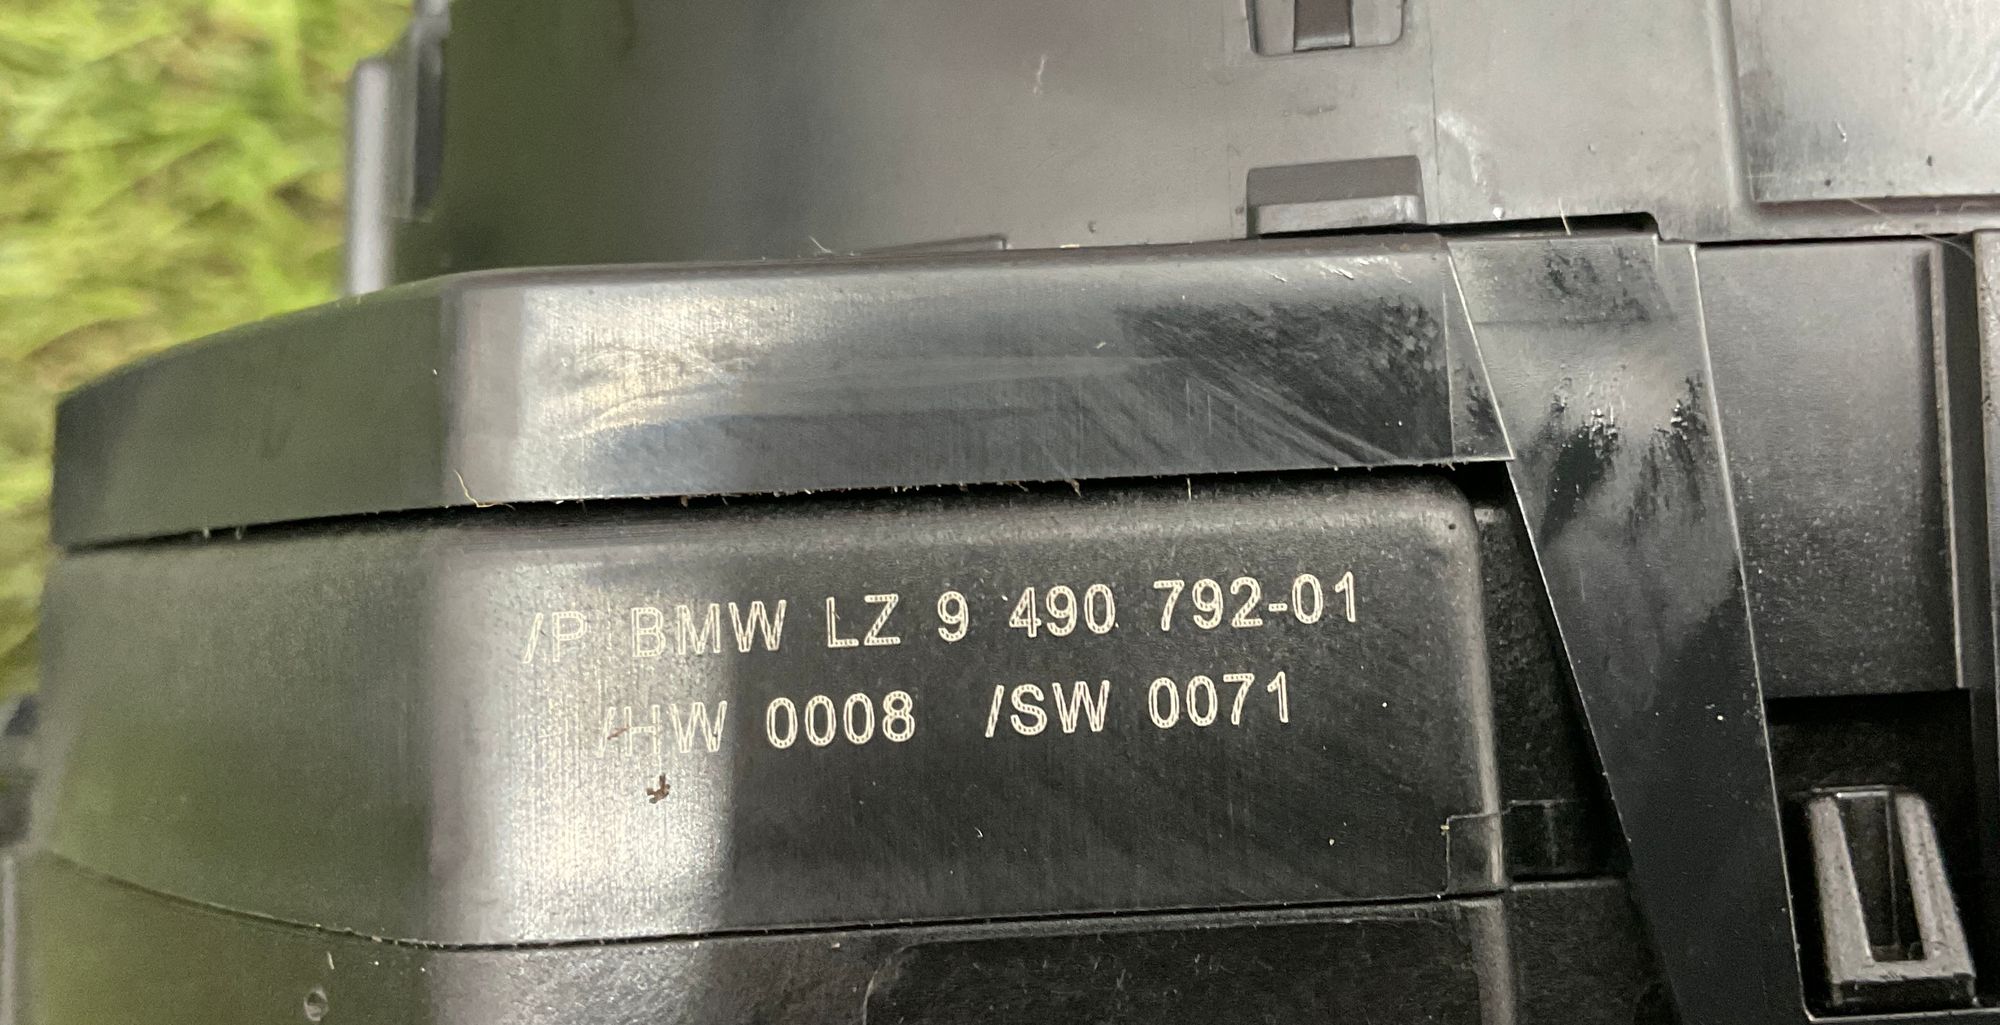 /P BMW LZ 9 490 792-01
/HW 0008 /SW 0071